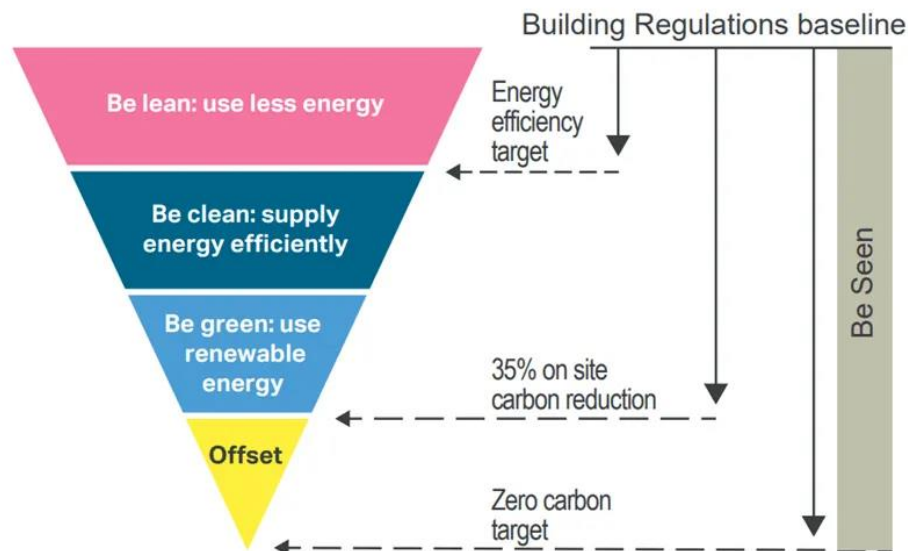 Building Regulations baseline
Be lean: use less energy
Energy
efficiency
target
Be clean: supply
energy efficiently
Be Seen
Be green: use
renewable
energy
35% on site
carbon reduction
Offset
Zero carbon
target